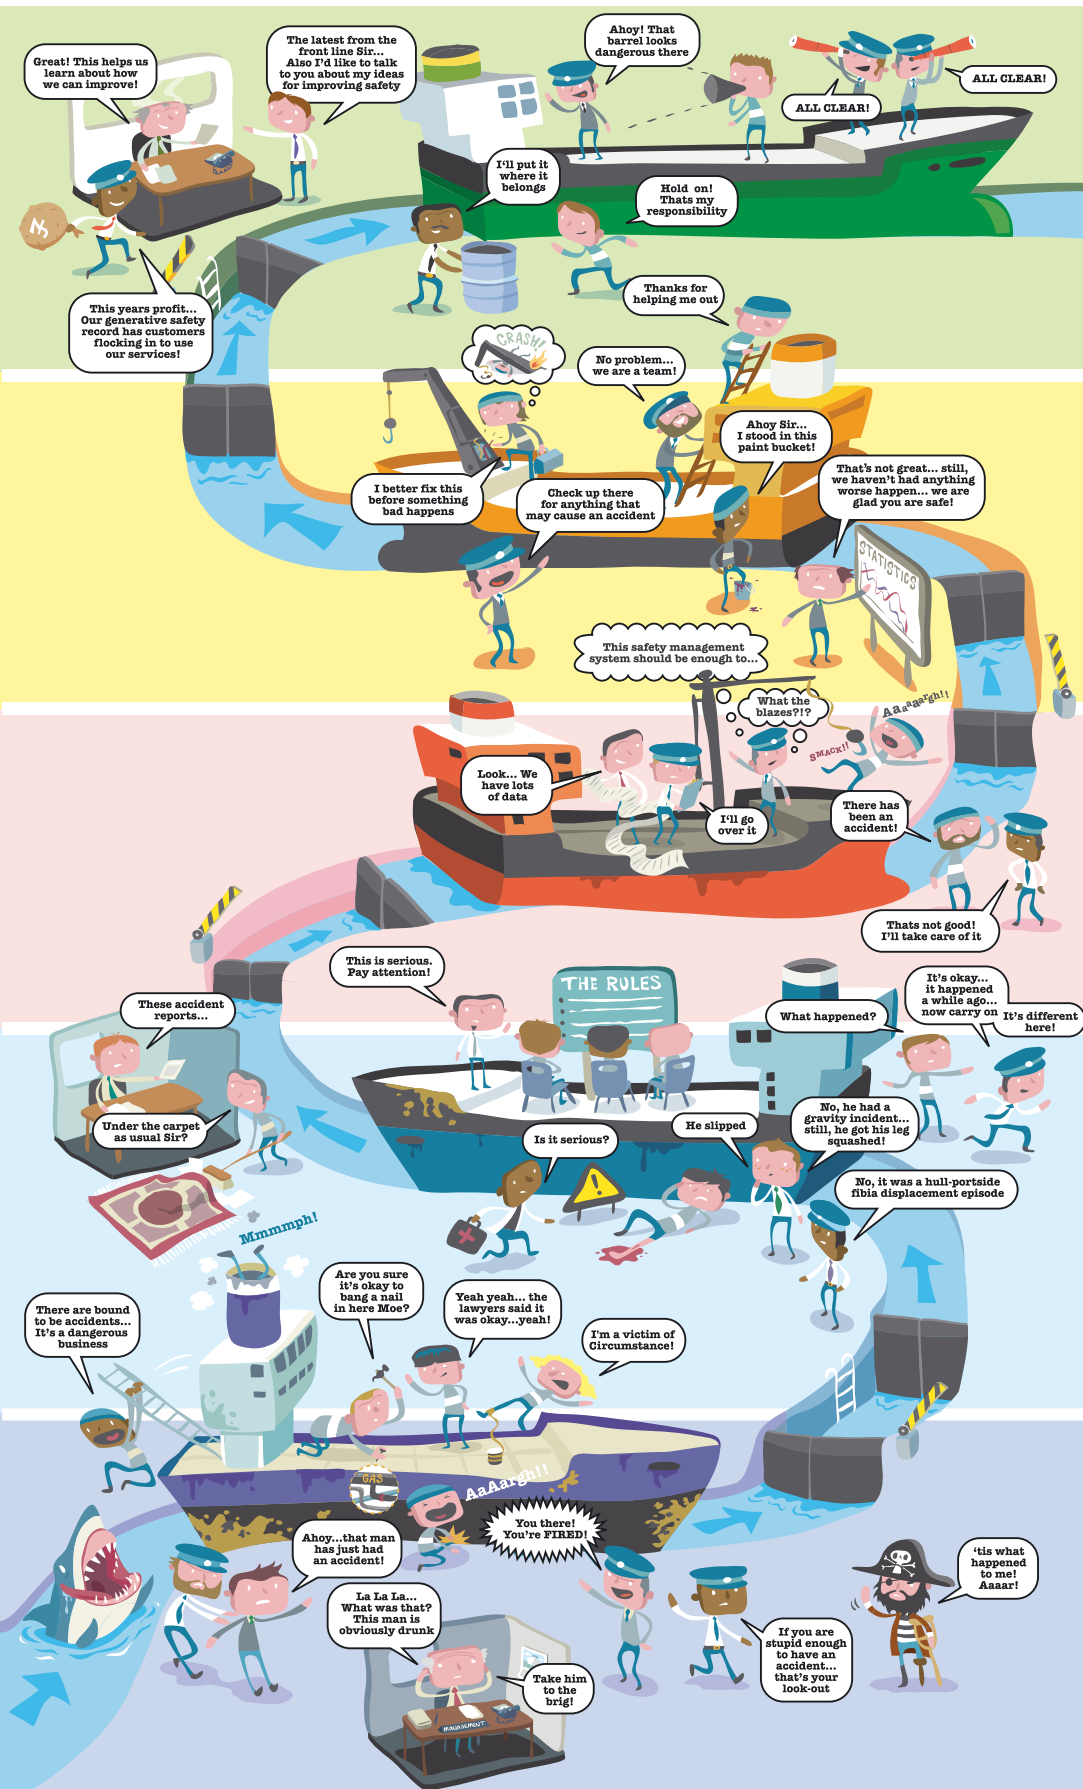 Great! This helps us
learn about how
we can improve!
The latest from the
front line Sir...
Also I'd like to talk
to you about my ideas
for improving safety
Ahoy! That
barrel looks
dangerous there
ALL CLEAR!
ALL CLEAR!
I'll put it
where it
belongs
Hold on!
Thats my
responsibility
This years profit...
Our generative safety
record has customers
flocking in to use
our services!
Thanks for
helping me out
CRASH!
No problem...
we are a team!
Ahoy Sir...
I stood in this
paint bucket!
I better fix this
before something
bad happens
Check up there
for anything that
may cause an accident
That's not great... still,
we haven't had anything
worse happen... we are
glad you are safe!
STATISTICS
This safety management
system should be enough to...
What the
blazes?!?
Aaaaaargh!!
SMACK!!
Look... We
have lots
of data
I'll go
over it
There has
been an
accident!
Thats not good!
I'll take care of it
This is serious.
Pay attention!
THE RULES
These accident
reports...
What happened?
It's okay...
it happened
a while ago...
now carry on
It's different
here!
Under the carpet
as usual Sir?
Is it serious?
He slipped
No, he had a
gravity incident...
still, he got his leg
squashed!
No, it was a hull-portside
fibia displacement episode
Mmmmph!
There are bound
to be accidents...
It's a dangerous
business
Are you sure
it's okay to
bang a nail
in here Moe?
Yeah yeah... the
lawyers said it
was okay...yeah!
I'm a victim of
Circumstance!
GAS
AaAargh!!
You there!
You're FIRED!
Ahoy...that man
has just had
an accident!
La La La...
What was that?
This man is
obviously drunk
Take him
to the
brig!
MANAGEMENT
If you are
stupid enough
to have an
accident...
that's your
look-out
'tis what
happened
to me!
Aaaar!